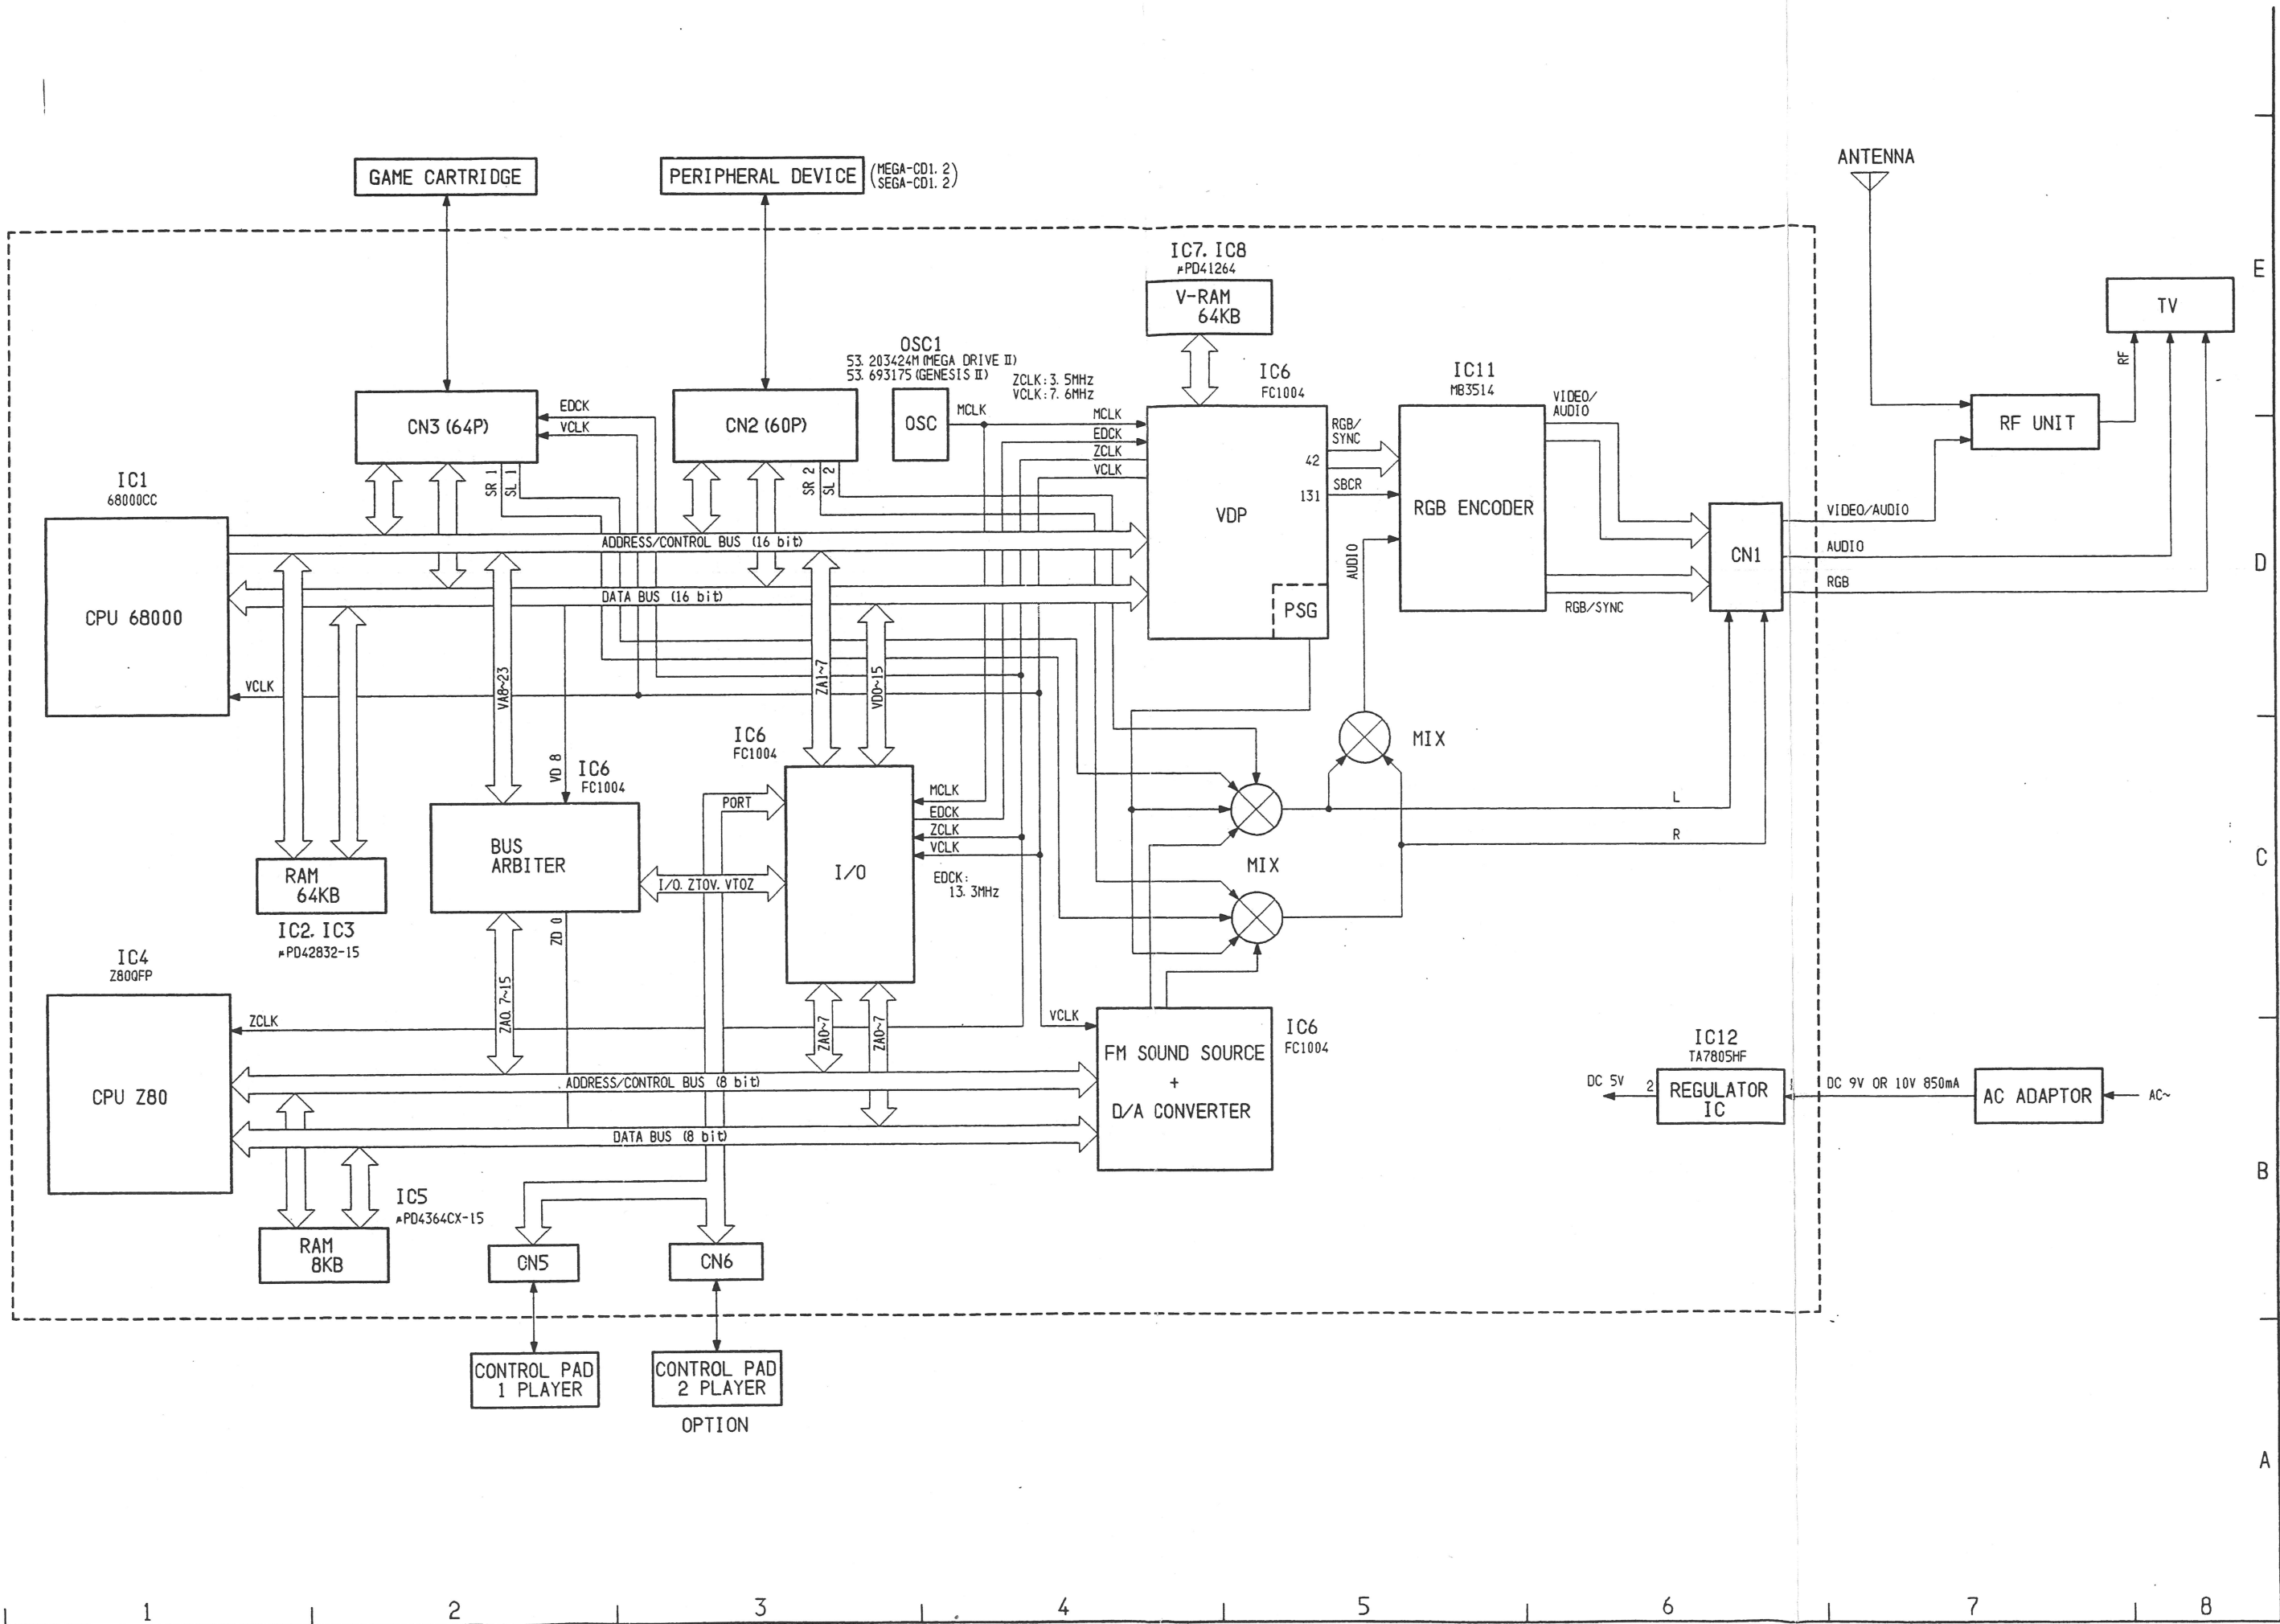 ANTENNA
GAME CARTRIDGE
PERIPHERAL DEVICE
(MEGA-CD1. 2)
(SEGA-CD1. 2)
E
IC7. IC8
μPD41264
V-RAM
64KB
TV
RF
OSC1
53. 203424M (MEGA DRIVE Ⅱ)
53. 693175 (GENESIS Ⅱ)
ZCLK:3. 5MHz
VCLK:7. 6MHz
IC6
FC1004
IC11
MB3514
VIDEO/
AUDIO
CN3 (64P)
EDCK
VCLK
CN2 (60P)
OSC
MCLK
MCLK
EDCK
ZCLK
VCLK
RGB/
SYNC
42
131
SBCR
RF UNIT
IC1
68000CC
SR 1
SL 1
SR 2
SL 2
VDP
RGB ENCODER
CN1
VIDEO/AUDIO
AUDIO
RGB
D
ADDRESS/CONTROL BUS (16 bit)
DATA BUS (16 bit)
AUDIO
PSG
RGB/SYNC
CPU 68000
VCLK
VA8~23
ZA1~7
VD0~15
MIX
IC6
FC1004
VD 8
IC6
FC1004
PORT
MCLK
EDCK
ZCLK
VCLK
L
R
BUS
ARBITER
I/O
I/O. ZTOV. VTOZ
EDCK:
13. 3MHz
MIX
C
RAM
64KB
IC2. IC3
μPD42832-15
ZD 0
IC4
Z80QFP
ZA0. 7~15
ZCLK
ZA0~7
ZA0~7
VCLK
IC6
FC1004
FM SOUND SOURCE
+
D/A CONVERTER
IC12
TA7805HF
DC 5V
2
REGULATOR
IC
1
DC 9V OR 10V 850mA
AC ADAPTOR
AC~
CPU Z80
ADDRESS/CONTROL BUS (8 bit)
DATA BUS (8 bit)
B
IC5
μPD4364CX-15
RAM
8KB
CN5
CN6
CONTROL PAD
1 PLAYER
CONTROL PAD
2 PLAYER
OPTION
A
1
2
3
4
5
6
7
8